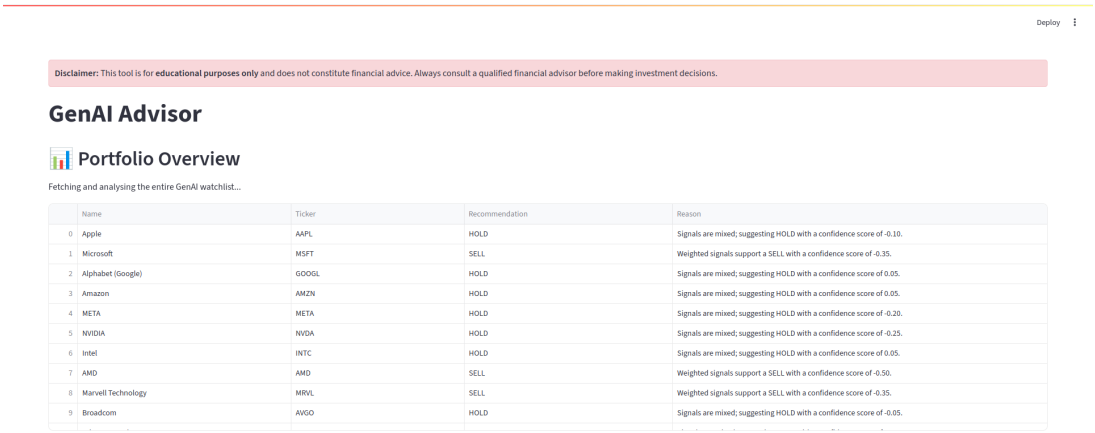 Deploy
Disclaimer: This tool is for educational purposes only and does not constitute financial advice. Always consult a qualified financial advisor before making investment decisions.
GenAI Advisor
Portfolio Overview
Fetching and analysing the entire GenAI watchlist...
Name Ticker Recommendation Reason
0 Apple AAPL HOLD Signals are mixed; suggesting HOLD with a confidence score of -0.10.
1 Microsoft MSFT SELL Weighted signals support a SELL with a confidence score of -0.35.
2 Alphabet (Google) GOOGL HOLD Signals are mixed; suggesting HOLD with a confidence score of 0.05.
3 Amazon AMZN HOLD Signals are mixed; suggesting HOLD with a confidence score of 0.05.
4 META META HOLD Signals are mixed; suggesting HOLD with a confidence score of -0.20.
5 NVIDIA NVDA HOLD Signals are mixed; suggesting HOLD with a confidence score of -0.25.
6 Intel INTC HOLD Signals are mixed; suggesting HOLD with a confidence score of 0.05.
7 AMD AMD SELL Weighted signals support a SELL with a confidence score of -0.50.
8 Marvell Technology MRVL SELL Weighted signals support a SELL with a confidence score of -0.35.
9 Broadcom AVGO HOLD Signals are mixed; suggesting HOLD with a confidence score of -0.05.